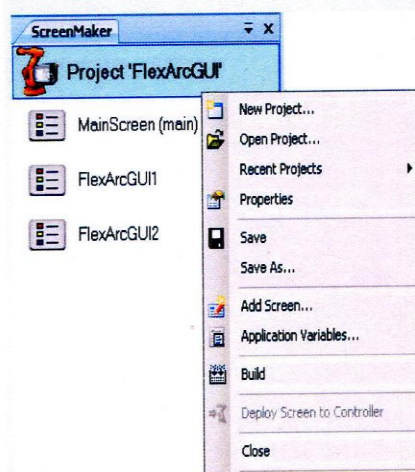 ScreenMaker
Project 'FlexArcGUI'
MainScreen (main)
FlexArcGUI1
FlexArcGUI2
New Project...
Open Project...
Recent Projects
Properties
Save
Save As...
Add Screen...
Application Variables...
Build
Deploy Screen to Controller
Close